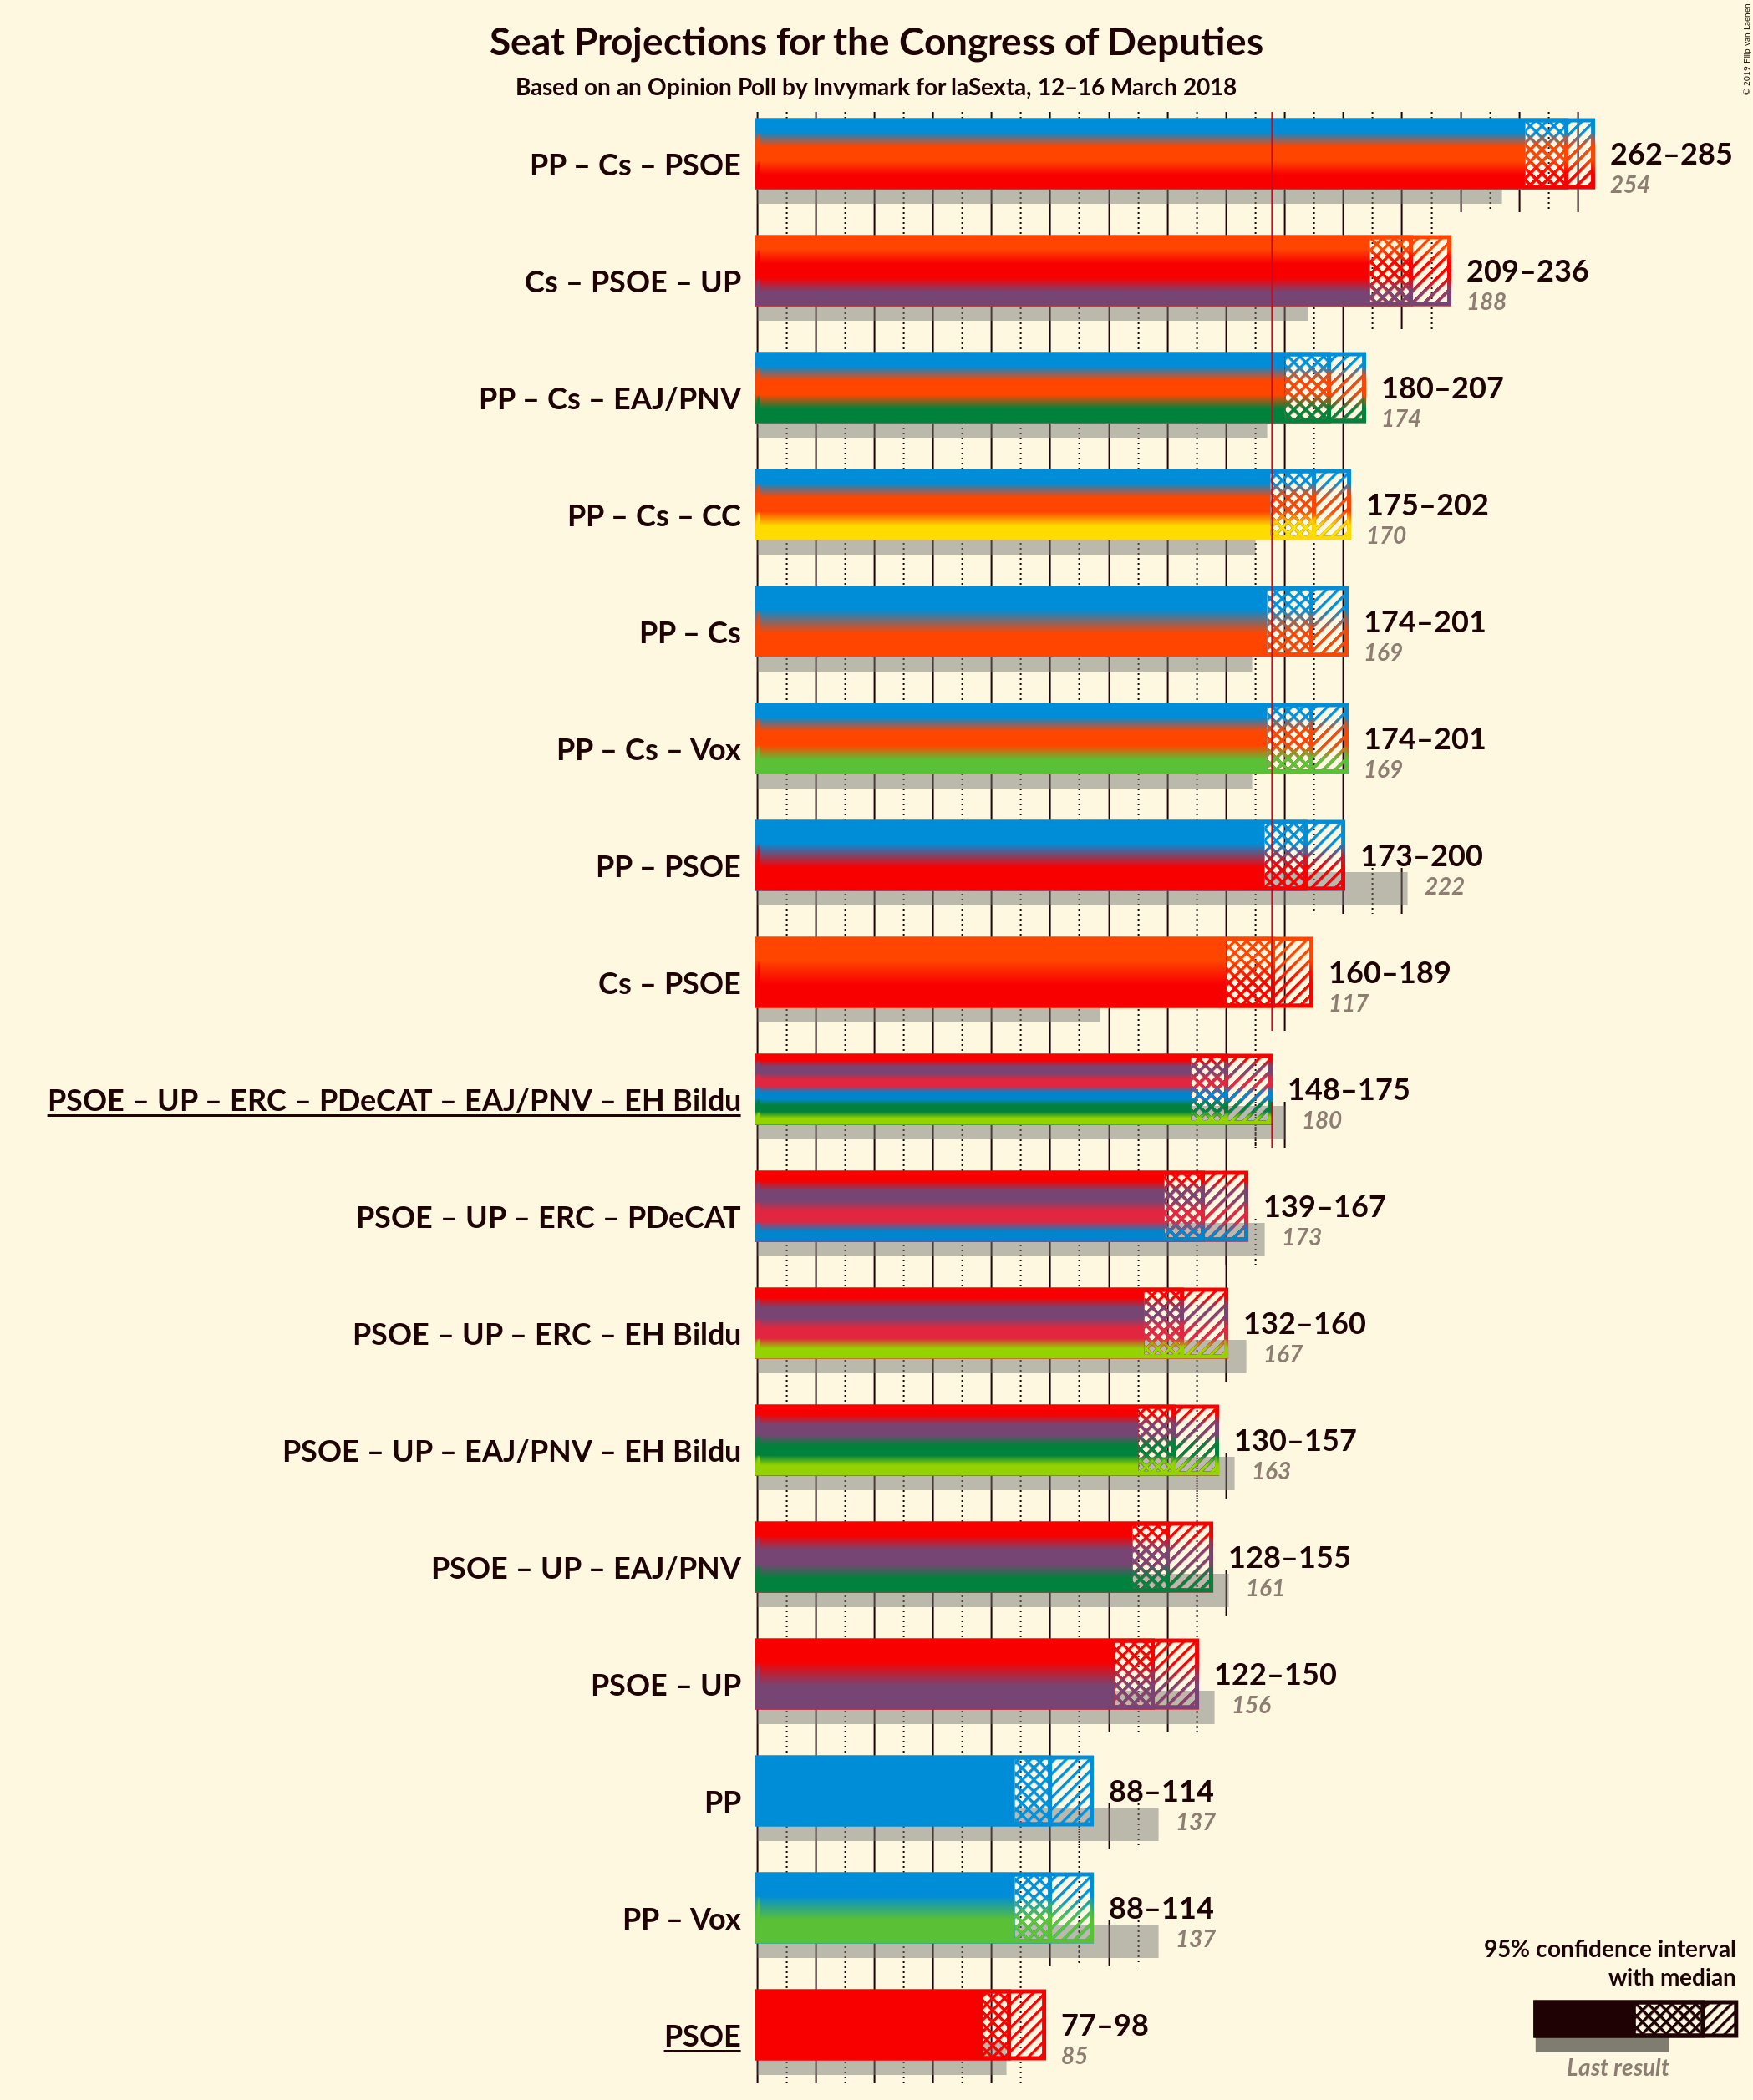 Seat Projections for the Congress of Deputies
Based on an Opinion Poll by Invymark for laSexta, 12–16 March 2018
© 2019 Filip van Laenen
PP – Cs – PSOE
262–285
254
Cs – PSOE – UP
209–236
188
PP – Cs – EAJ/PNV
180–207
174
PP – Cs – CC
175–202
170
PP – Cs
174–201
169
PP – Cs – Vox
174–201
169
PP – PSOE
173–200
222
Cs – PSOE
160–189
117
PSOE – UP – ERC – PDeCAT – EAJ/PNV – EH Bildu
148–175
180
PSOE – UP – ERC – PDeCAT
139–167
173
PSOE – UP – ERC – EH Bildu
132–160
167
PSOE – UP – EAJ/PNV – EH Bildu
130–157
163
PSOE – UP – EAJ/PNV
128–155
161
PSOE – UP
122–150
156
PP
88–114
137
PP – Vox
88–114
137
PSOE
77–98
85
95% confidence interval
with median
Last result